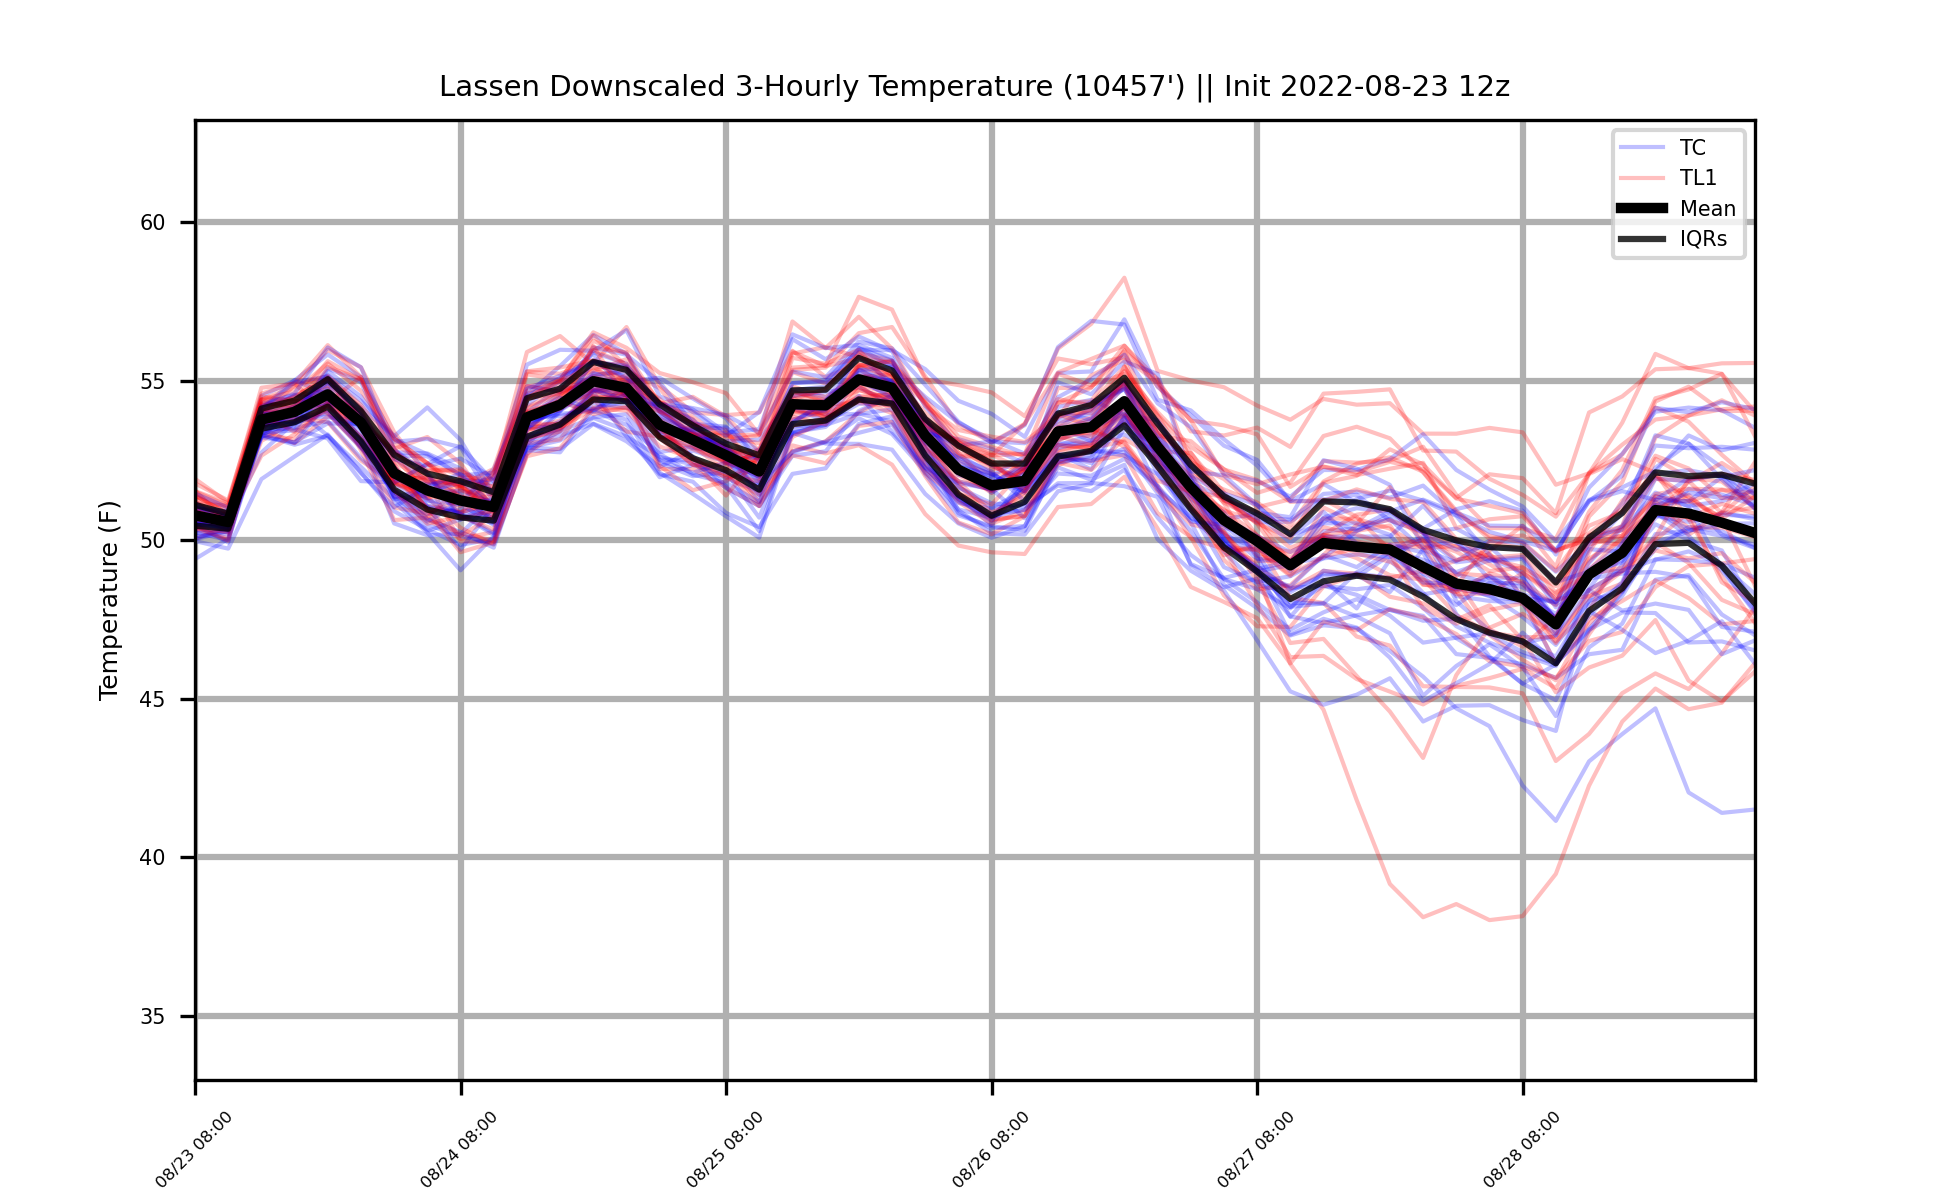 Lassen Downscaled 3-Hourly Temperature (10457') || Init 2022-08-23 12z
TC
TL1
Mean
IQRs
Temperature (F)
60
55
50
45
40
35
08/23 08:00
08/24 08:00
08/25 08:00
08/26 08:00
08/27 08:00
08/28 08:00